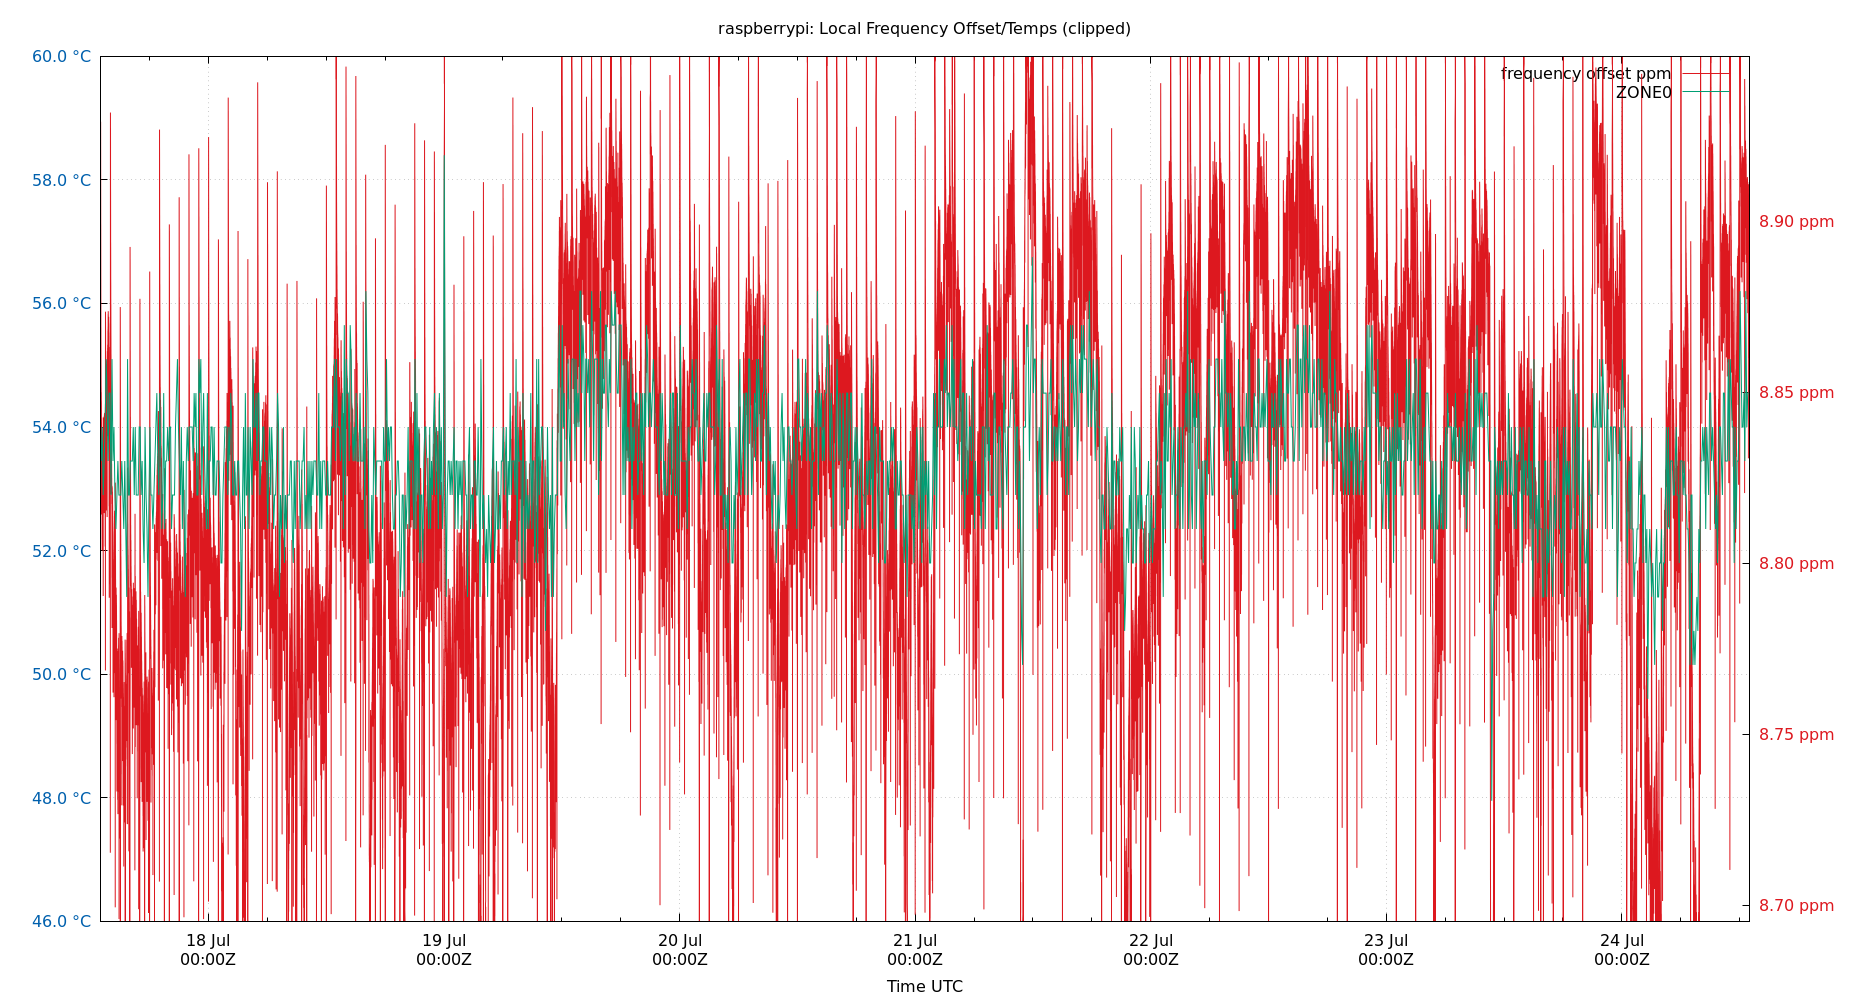 raspberrypi: Local Frequency Offset/Temps (clipped)
60.0 °C
58.0 °C
56.0 °C
54.0 °C
52.0 °C
50.0 °C
48.0 °C
46.0 °C
frequency offset ppm
ZONE0
8.90 ppm
8.85 ppm
8.80 ppm
8.75 ppm
8.70 ppm
18 Jul
00:00Z
19 Jul
00:00Z
20 Jul
00:00Z
21 Jul
00:00Z
22 Jul
00:00Z
23 Jul
00:00Z
24 Jul
00:00Z
Time UTC